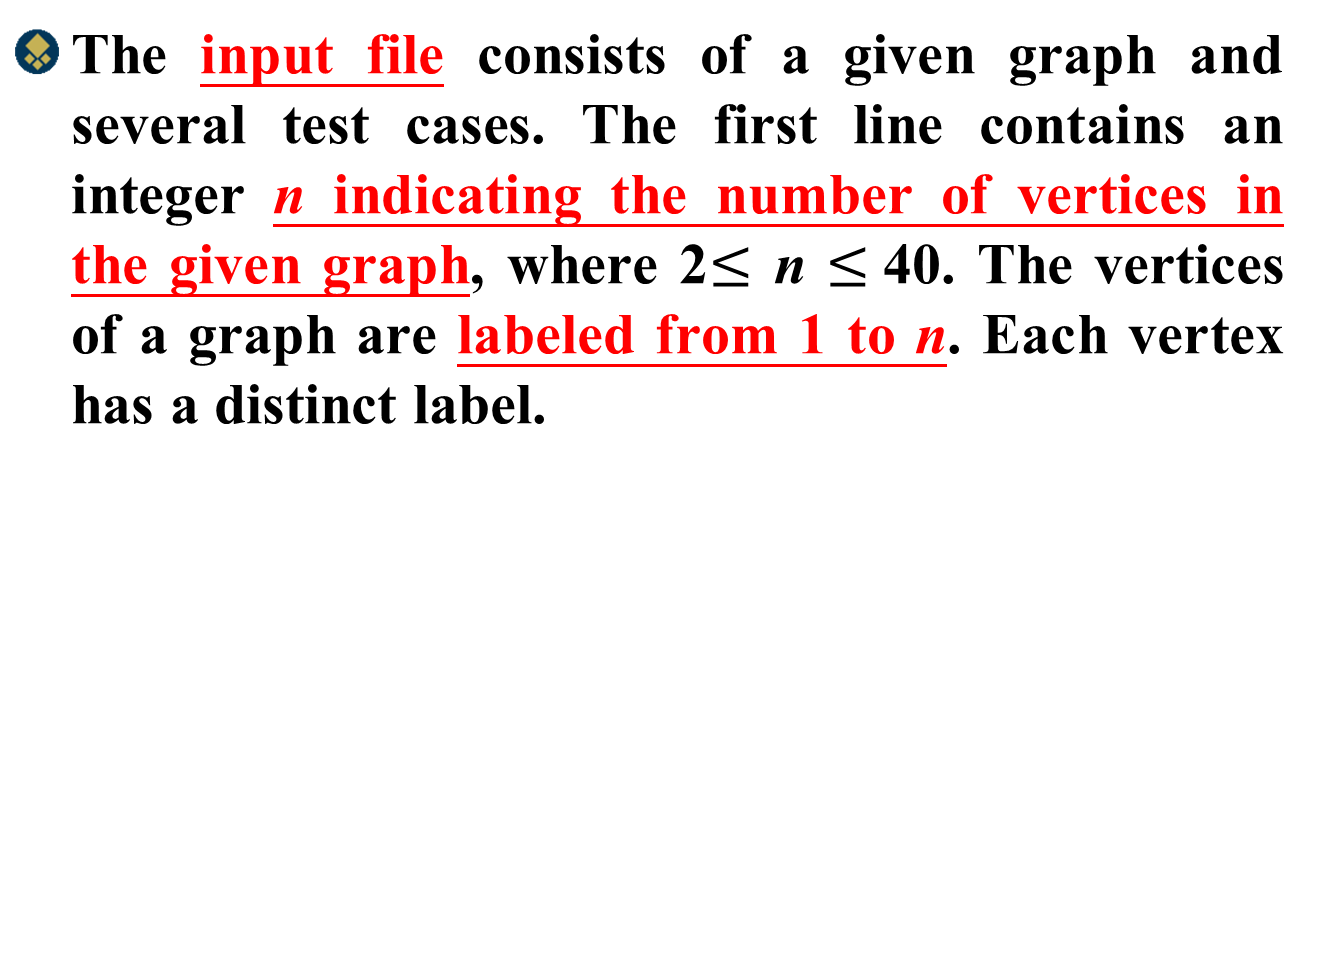 The input file consists of a given graph and
several test cases. The first line contains an
integer n indicating the number of vertices in
the given graph, where 2≤ n ≤ 40. The vertices
of a graph are labeled from 1 to n. Each vertex
has a distinct label.